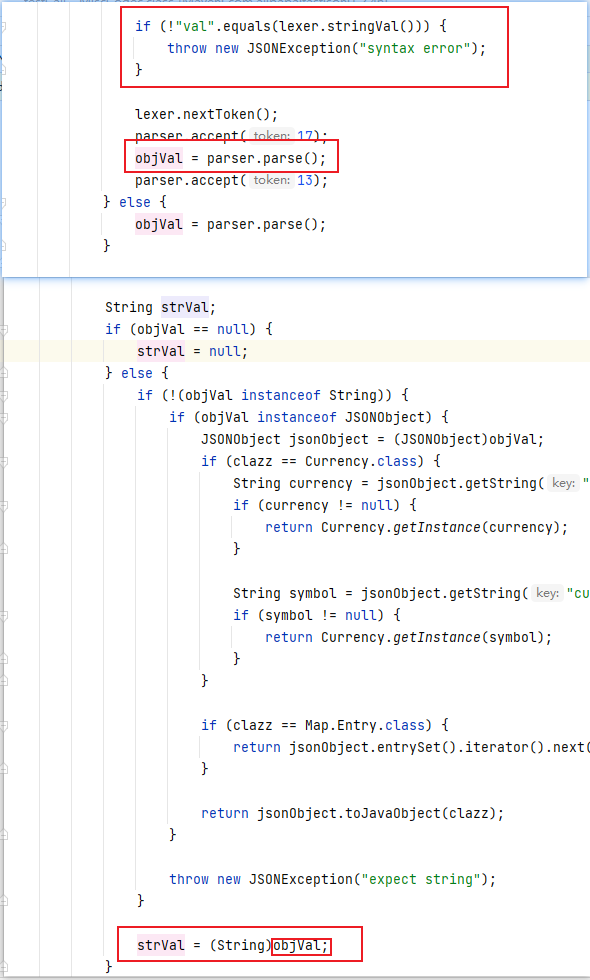 if (!"val".equals(lexer.stringVal())) {
throw new JSONException("syntax error");
}
lexer.nextToken();
parser.accept( token: 17);
objVal = parser.parse();
parser.accept( token: 13);
} else {
objVal = parser.parse();
}
String strVal;
if (objVal == null) {
strVal = null;
} else {
if (!(objVal instanceof String)) {
if (objVal instanceof JSONObject) {
JSONObject jsonObject = (JSONObject)objVal;
if (clazz == Currency.class) {
String currency = jsonObject.getString( key: "
if (currency != null) {
return Currency.getInstance(currency);
}
String symbol = jsonObject.getString( key: "cu
if (symbol != null) {
return Currency.getInstance(symbol);
}
}
if (clazz == Map.Entry.class) {
return jsonObject.entrySet().iterator().next(
}
return jsonObject.toJavaObject(clazz);
}
throw new JSONException("expect string");
}
strVal = (String)objVal;
}